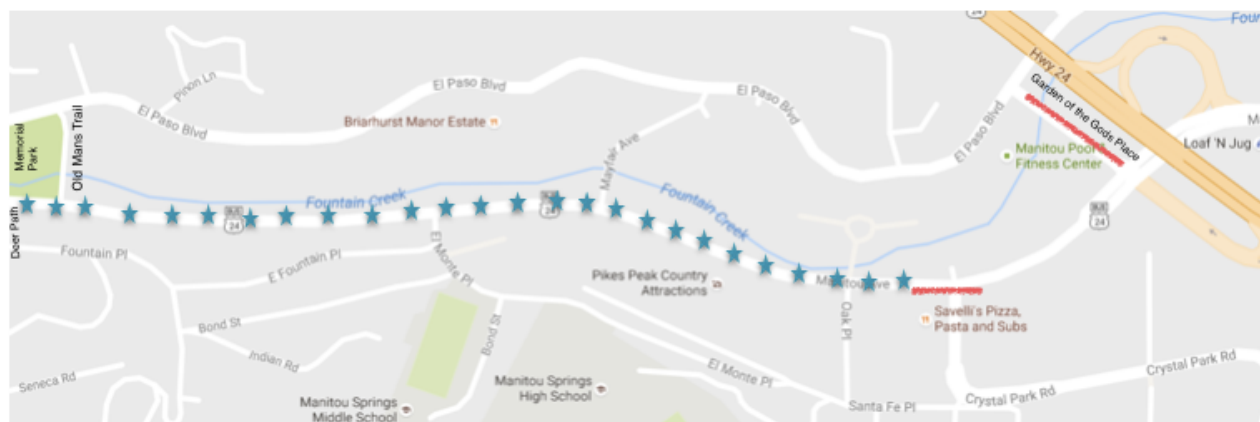 24
Four
Hwy 24
Pinon Ln
El Paso Blvd
El Paso Blvd
El Paso Blvd
El Paso Blvd
Garden of the Gods Place
Briarhurst Manor Estate
Memorial
Park
Old Mans Trail
Mayfair Ave
Manitou Pool &
Fitness Center
Loaf 'N Jug
Ma
Fountain Creek
Fountain Creek
24
24
24
Deer Path
Fountain Pl
E Fountain Pl
El Monte Pl
Pikes Peak Country
Attractions
Manitou Ave
Savelli's Pizza,
Pasta and Subs
Oak Pl
Bond St
Bond St
Indian Rd
Seneca Rd
Manitou Springs
High School
Manitou Springs
Middle School
El Monte Pl
Santa Fe Pl
Crystal Park Rd
Crystal Park Rd